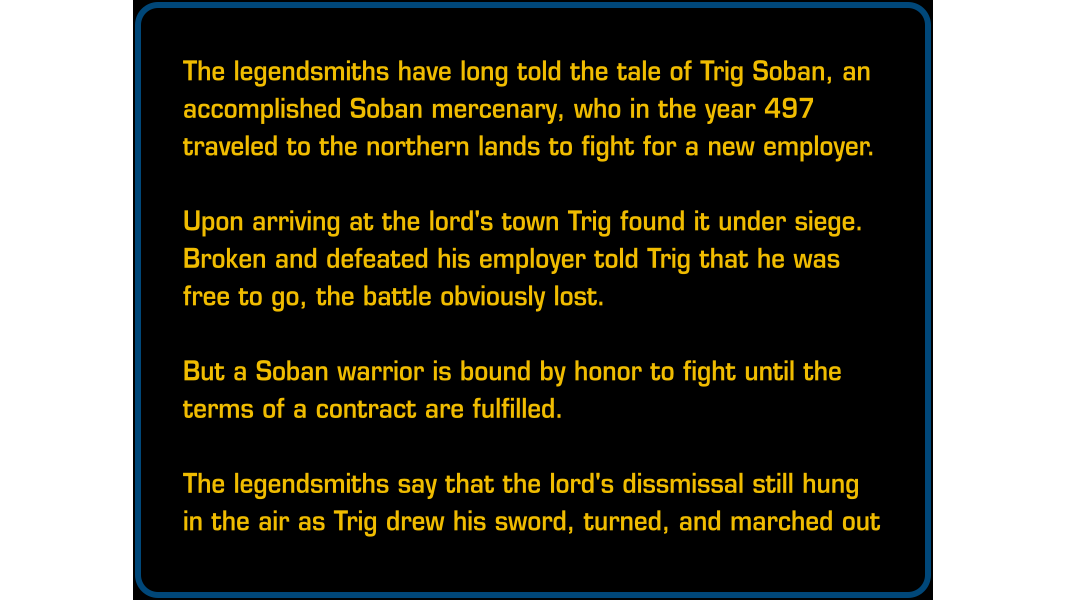 The legendsmiths have long told the tale of Trig Soban, an
accomplished Soban mercenary, who in the year 497
traveled to the northern lands to fight for a new employer.
Upon arriving at the lord's town Trig found it under siege.
Broken and defeated his employer told Trig that he was
free to go, the battle obviously lost.
But a Soban warrior is bound by honor to fight until the
terms of a contract are fulfilled.
The legendsmiths say that the lord's dissmissal still hung
in the air as Trig drew his sword, turned, and marched out